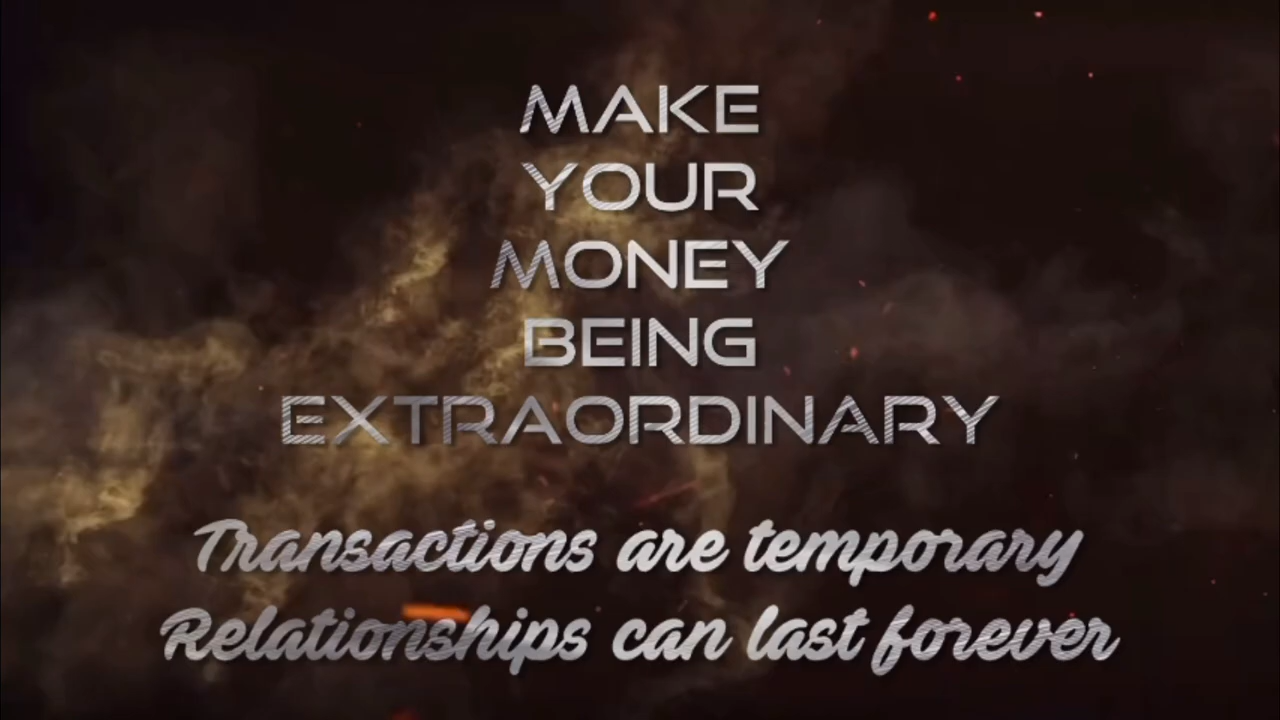 MAKE
YOUR
MONEY
BEING
EXTRAORDINARY
Transactions are temporary
Relationships can last forever